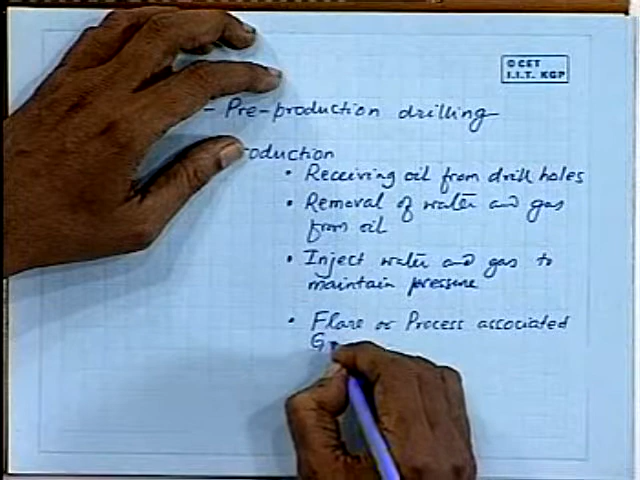 © CET
I.I.T. KGP
- Pre-production drilling
oduction
• Receiving oil from drill holes
• Removal of water and gas
from oil
• Inject water and gas to
maintain pressure
• Flare or Process associated
G